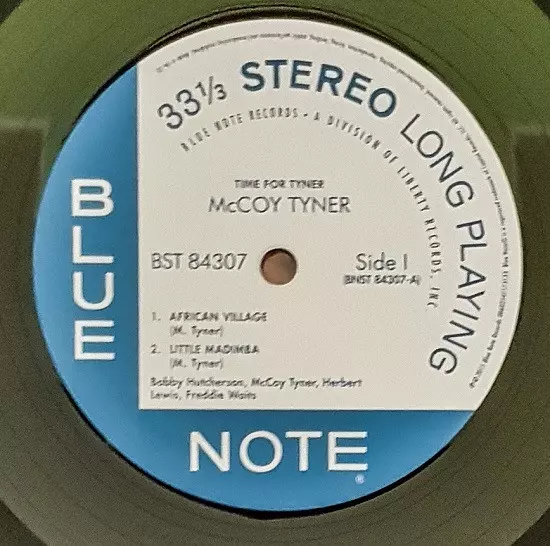 33⅓ STEREO LONG PLAYING
BLUE NOTE RECORDS • A DIVISION OF LIBERTY RECORDS, INC
TIME FOR TYNER
McCOY TYNER
BST 84307
Side 1
(BNST 84307-A)
1. AFRICAN VILLAGE
(M. Tyner)
2. LITTLE MADIMBA
(M. Tyner)
Bobby Hutcherson, McCoy Tyner, Herbert
Lewis, Freddie Waits
BLUE
NOTE
®